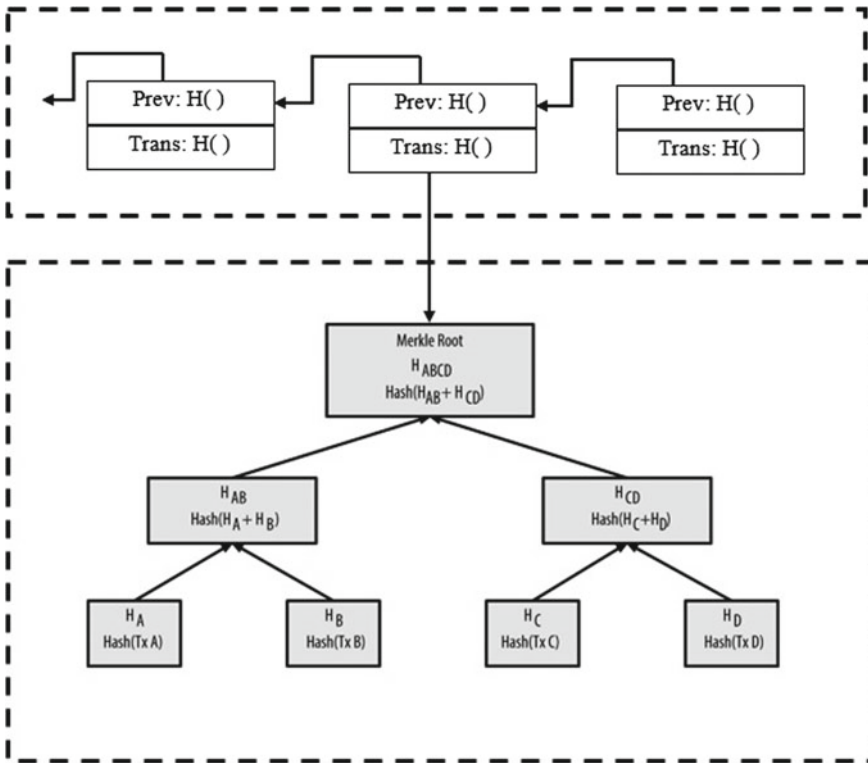 Prev: H( )
Trans: H( )
Prev: H( )
Trans: H( )
Prev: H( )
Trans: H( )
Merkle Root
H ABCD
Hash(H AB + H CD)
H AB
Hash(H A + H B)
H CD
Hash(H C+H D)
H A
Hash(Tx A)
H B
Hash(Tx B)
H C
Hash(Tx C)
H D
Hash(Tx D)